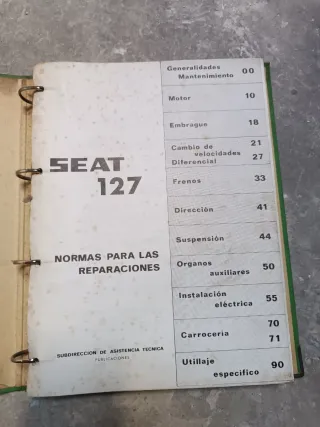 SEAT
127
NORMAS PARA LAS
REPARACIONES
SUBDIRECCION DE ASISTENCIA TECNICA
PUBLICACIONES
Generalidades
Mantenimiento 00
Motor 10
Embrague 18
Cambio de 21
velocidades
Diferencial 27
Frenos 33
Dirección 41
Suspensión 44
Organos
auxiliares 50
Instalación
eléctrica 55
70
Carrocería
71
Utillaje
específico 90